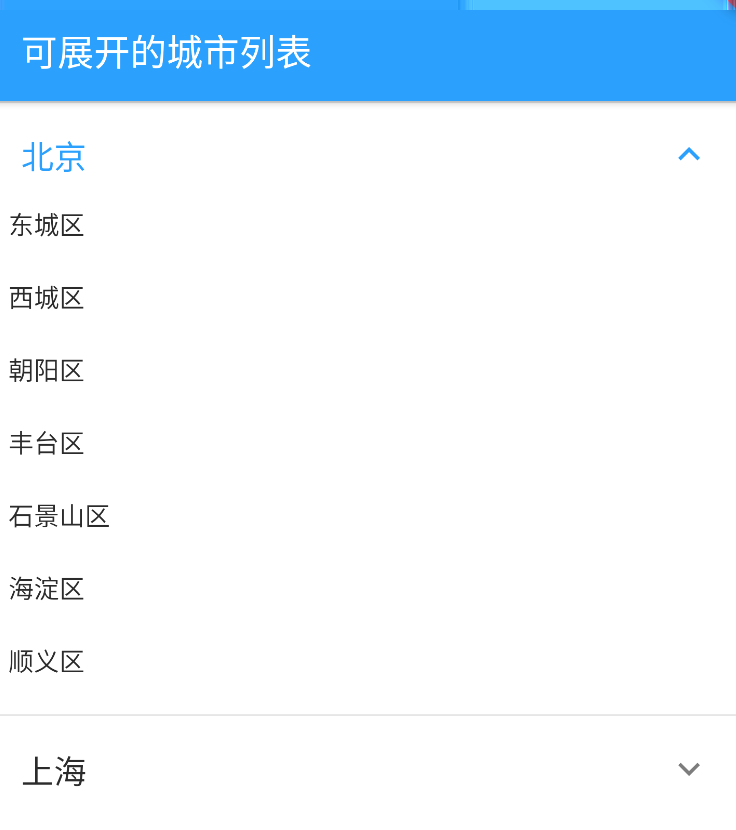 可展开的城市列表
北京
东城区
西城区
朝阳区
丰台区
石景山区
海淀区
顺义区
上海